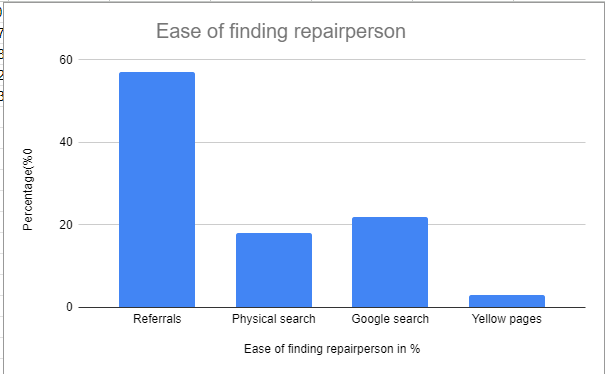 Ease of finding repairperson
60
40
20
0
Percentage(%0
Referrals
Physical search
Google search
Yellow pages
Ease of finding repairperson in %